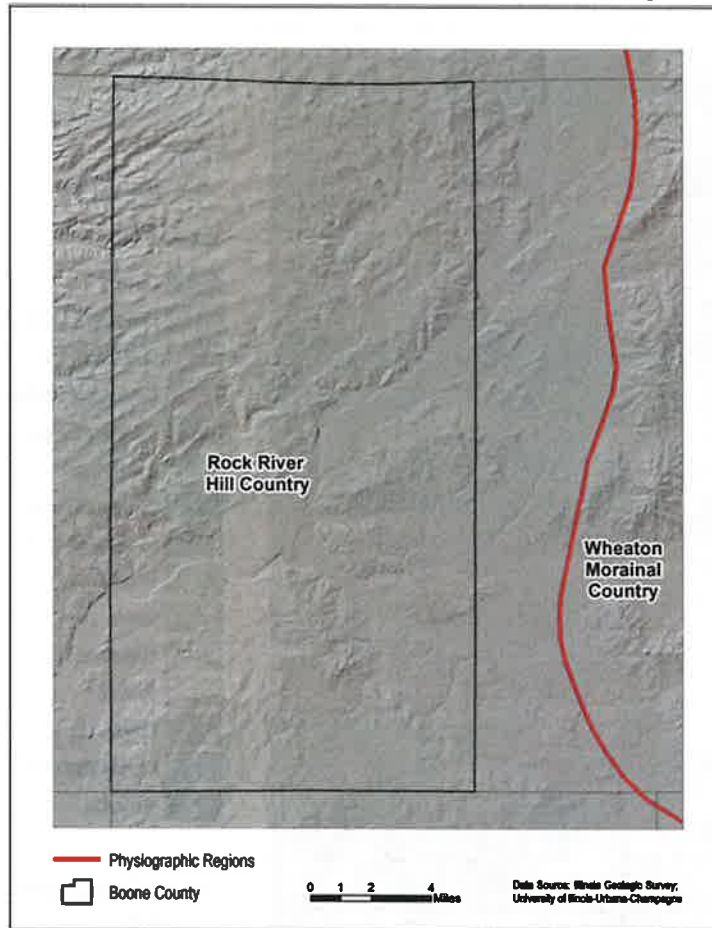 Rock River
Hill Country
Wheaton
Morainal
Country
Physiographic Regions
Boone County
0 1 2 4
Miles
Data Source: Illinois Geologic Survey;
University of Illinois-Urbana-Champagne